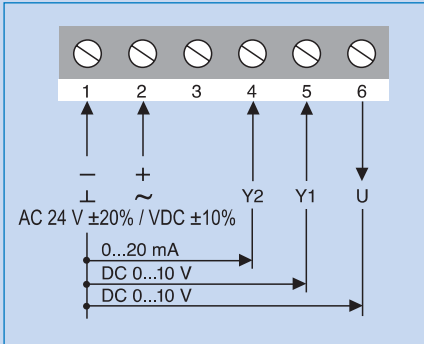 1 2 3 4 5 6
− +
⊥ ~ Y2 Y1 U
AC 24 V ±20% / VDC ±10%
0...20 mA
DC 0...10 V
DC 0...10 V